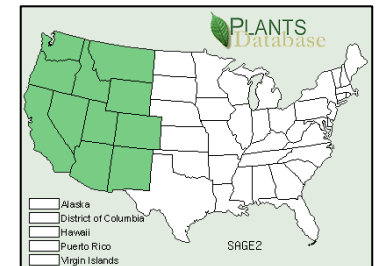 PLANTS
Database
Alaska
District of Columbia
Hawaii
Puerto Rico
Virgin Islands
SAGE2